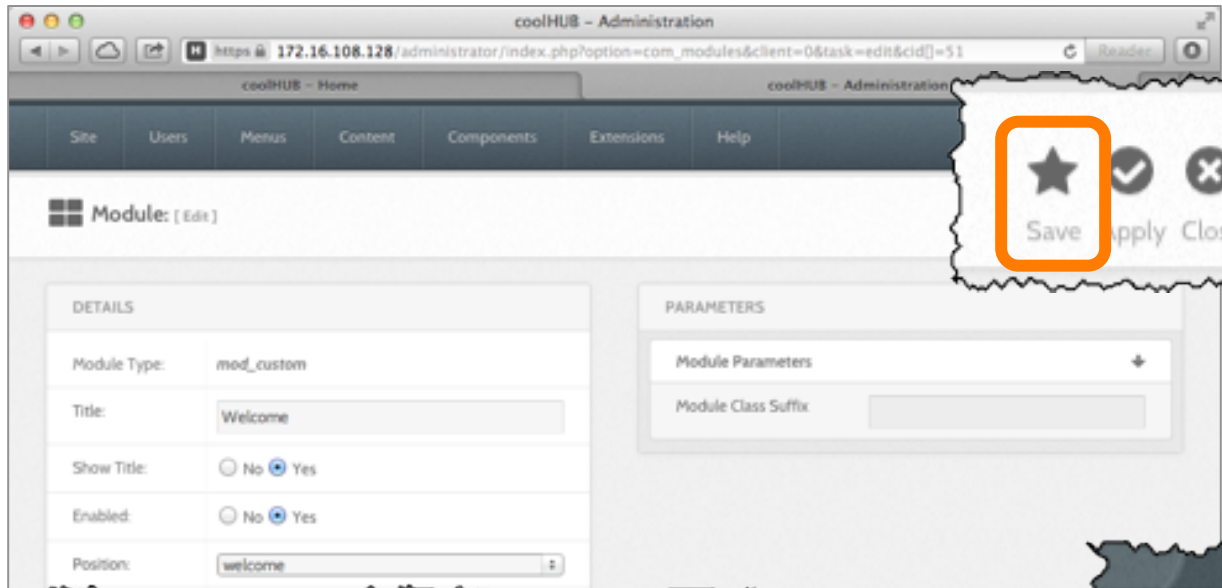 coolHUB – Administration
https 172.16.108.128/administrator/index.php?option=com_modules&client=0&task=edit&cid[]=51
Reader
coolHUB – Home
coolHUB – Administration
Site Users Menus Content Components Extensions Help
Save Apply Clos
Module: [ Edit ]
DETAILS
PARAMETERS
Module Type: mod_custom
Module Parameters
Title: Welcome
Module Class Suffix
Show Title: No Yes
Enabled: No Yes
Position: welcome